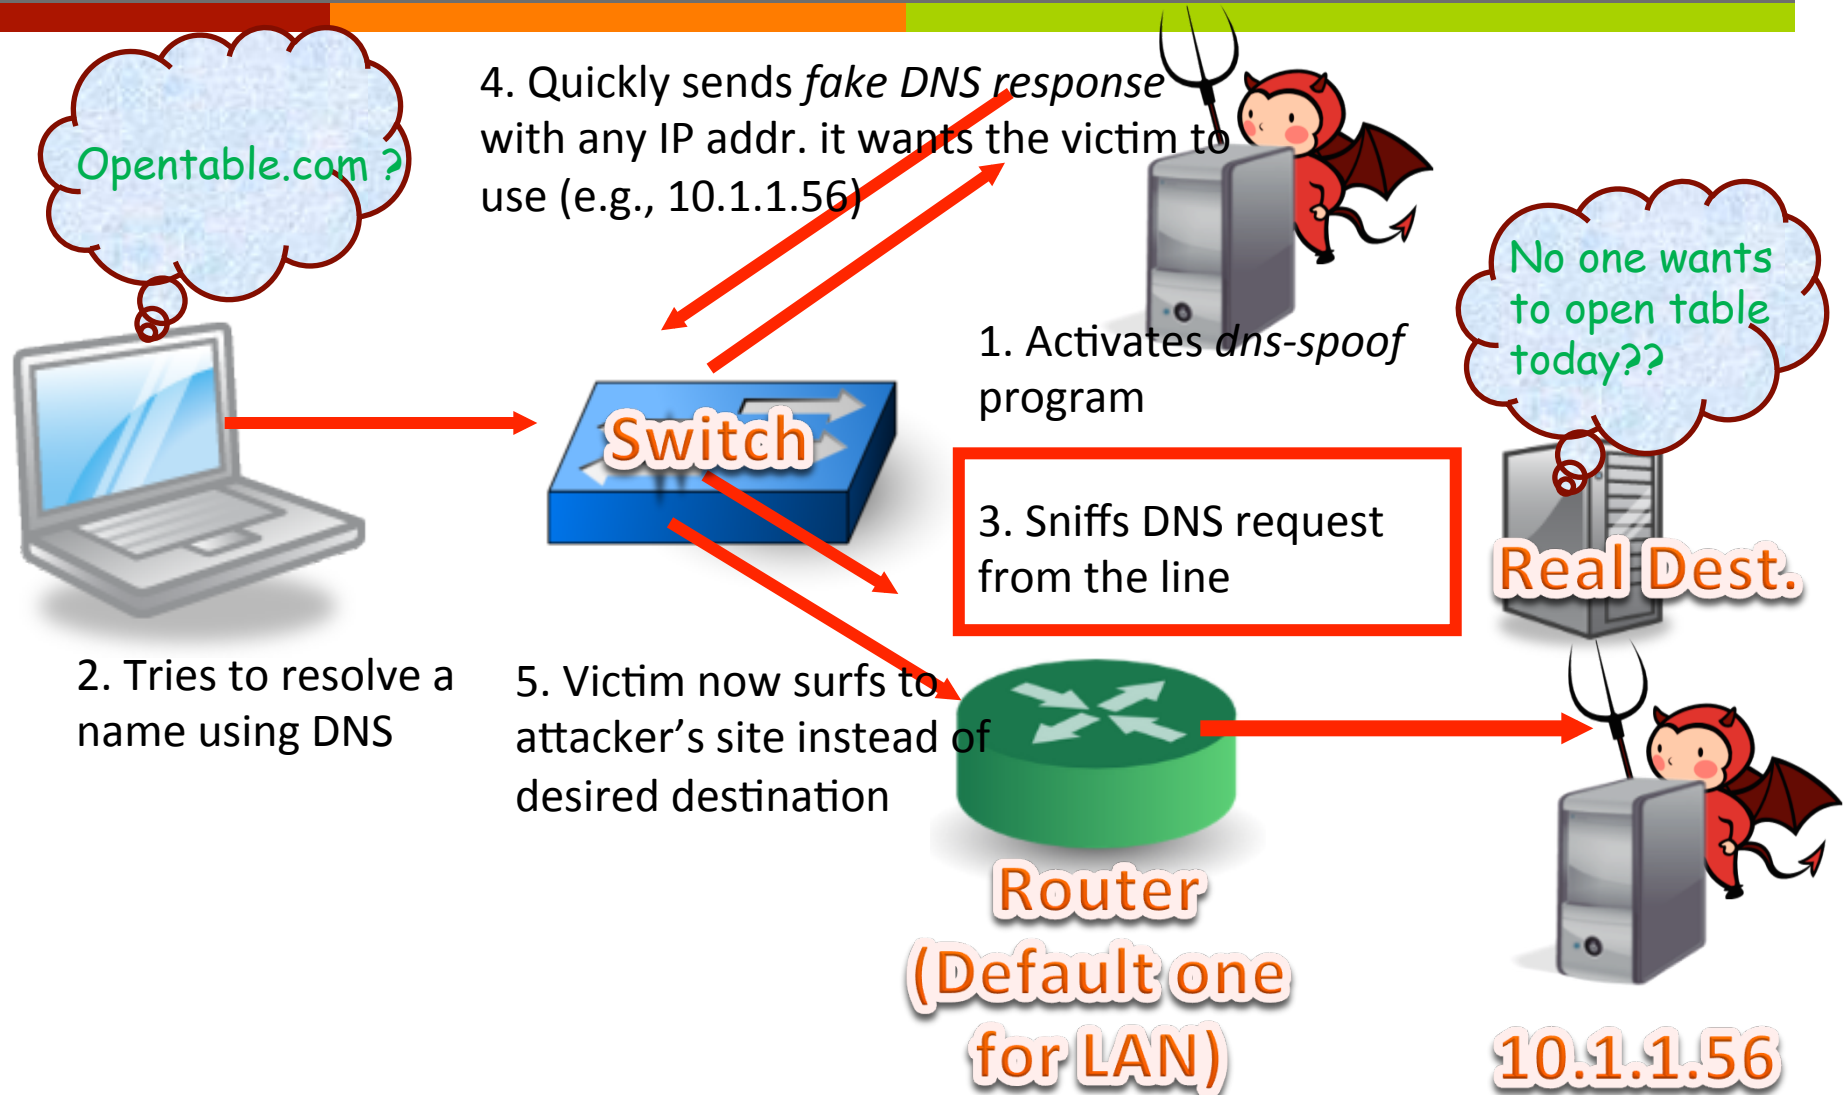 Opentable.com ?
4. Quickly sends fake DNS response
with any IP addr. it wants the victim to
use (e.g., 10.1.1.56)
1. Activates dns-spoof
program
No one wants
to open table
today??
Switch
3. Sniffs DNS request
from the line
Real Dest.
2. Tries to resolve a
name using DNS
5. Victim now surfs to
attacker’s site instead of
desired destination
Router
(Default one
for LAN)
10.1.1.56